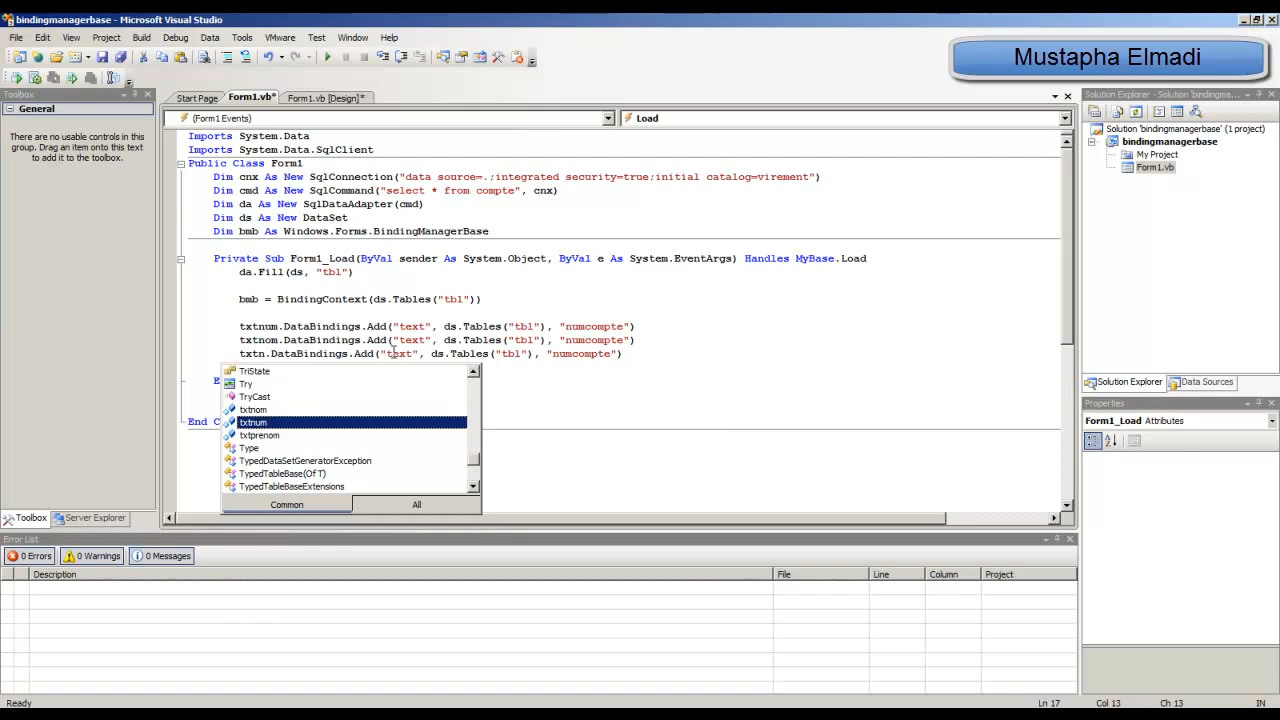 bindingmanagerbase - Microsoft Visual Studio
File Edit View Project Build Debug Data Tools VMware Test Window Help
Mustapha Elmadi
Toolbox
General
There are no usable controls in this
group. Drag an item onto this text
to add it to the toolbox.
Start Page Form1.vb* Form1.vb [Design]*
(Form1 Events) Load
Imports System.Data
Imports System.Data.SqlClient
Public Class Form1
Dim cnx As New SqlConnection("data source=.;integrated security=true;initial catalog=virement")
Dim cmd As New SqlCommand("select * from compte", cnx)
Dim da As New SqlDataAdapter(cmd)
Dim ds As New DataSet
Dim bmb As Windows.Forms.BindingManagerBase
Private Sub Form1_Load(ByVal sender As System.Object, ByVal e As System.EventArgs) Handles MyBase.Load
da.Fill(ds, "tbl")
bmb = BindingContext(ds.Tables("tbl"))
txtnum.DataBindings.Add("text", ds.Tables("tbl"), "numcompte")
txtnom.DataBindings.Add("text", ds.Tables("tbl"), "numcompte")
txtn.DataBindings.Add("text", ds.Tables("tbl"), "numcompte")
E
End C
TriState
Try
TryCast
txtnom
txtnum
txtprenom
Type
TypedDataSetGeneratorException
TypedTableBase(Of T)
TypedTableBaseExtensions
Common All
Solution Explorer - Solution 'bindingma...
Solution 'bindingmanagerbase' (1 project)
bindingmanagerbase
My Project
Form1.vb
Solution Explorer Data Sources
Properties
Form1_Load Attributes
Toolbox Server Explorer
Error List
0 Errors 0 Warnings 0 Messages
Description File Line Column Project
Ready Ln 17 Col 13 Ch 13 IN